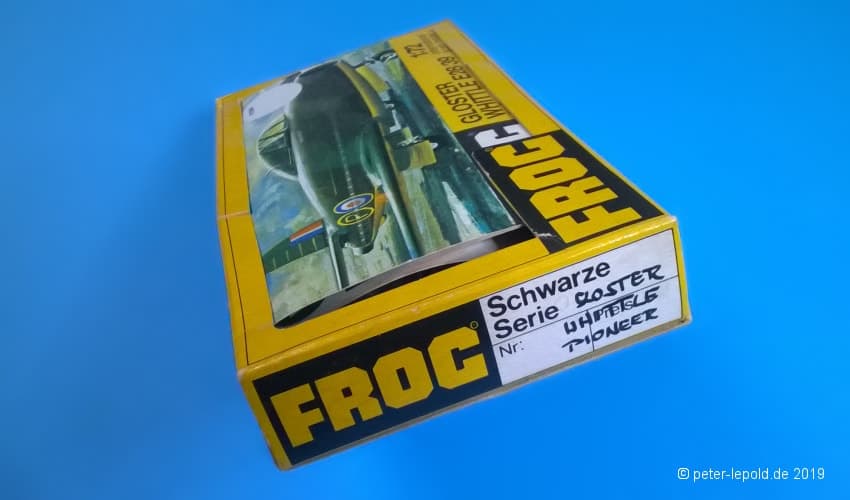 1:72
GLOSTER
WHITTLE E28/39
FROG
FROG
Schwarze
Serie
Nr:
GLOSTER
WHITTLE
PIONEER
P
© peter-lepold.de 2019